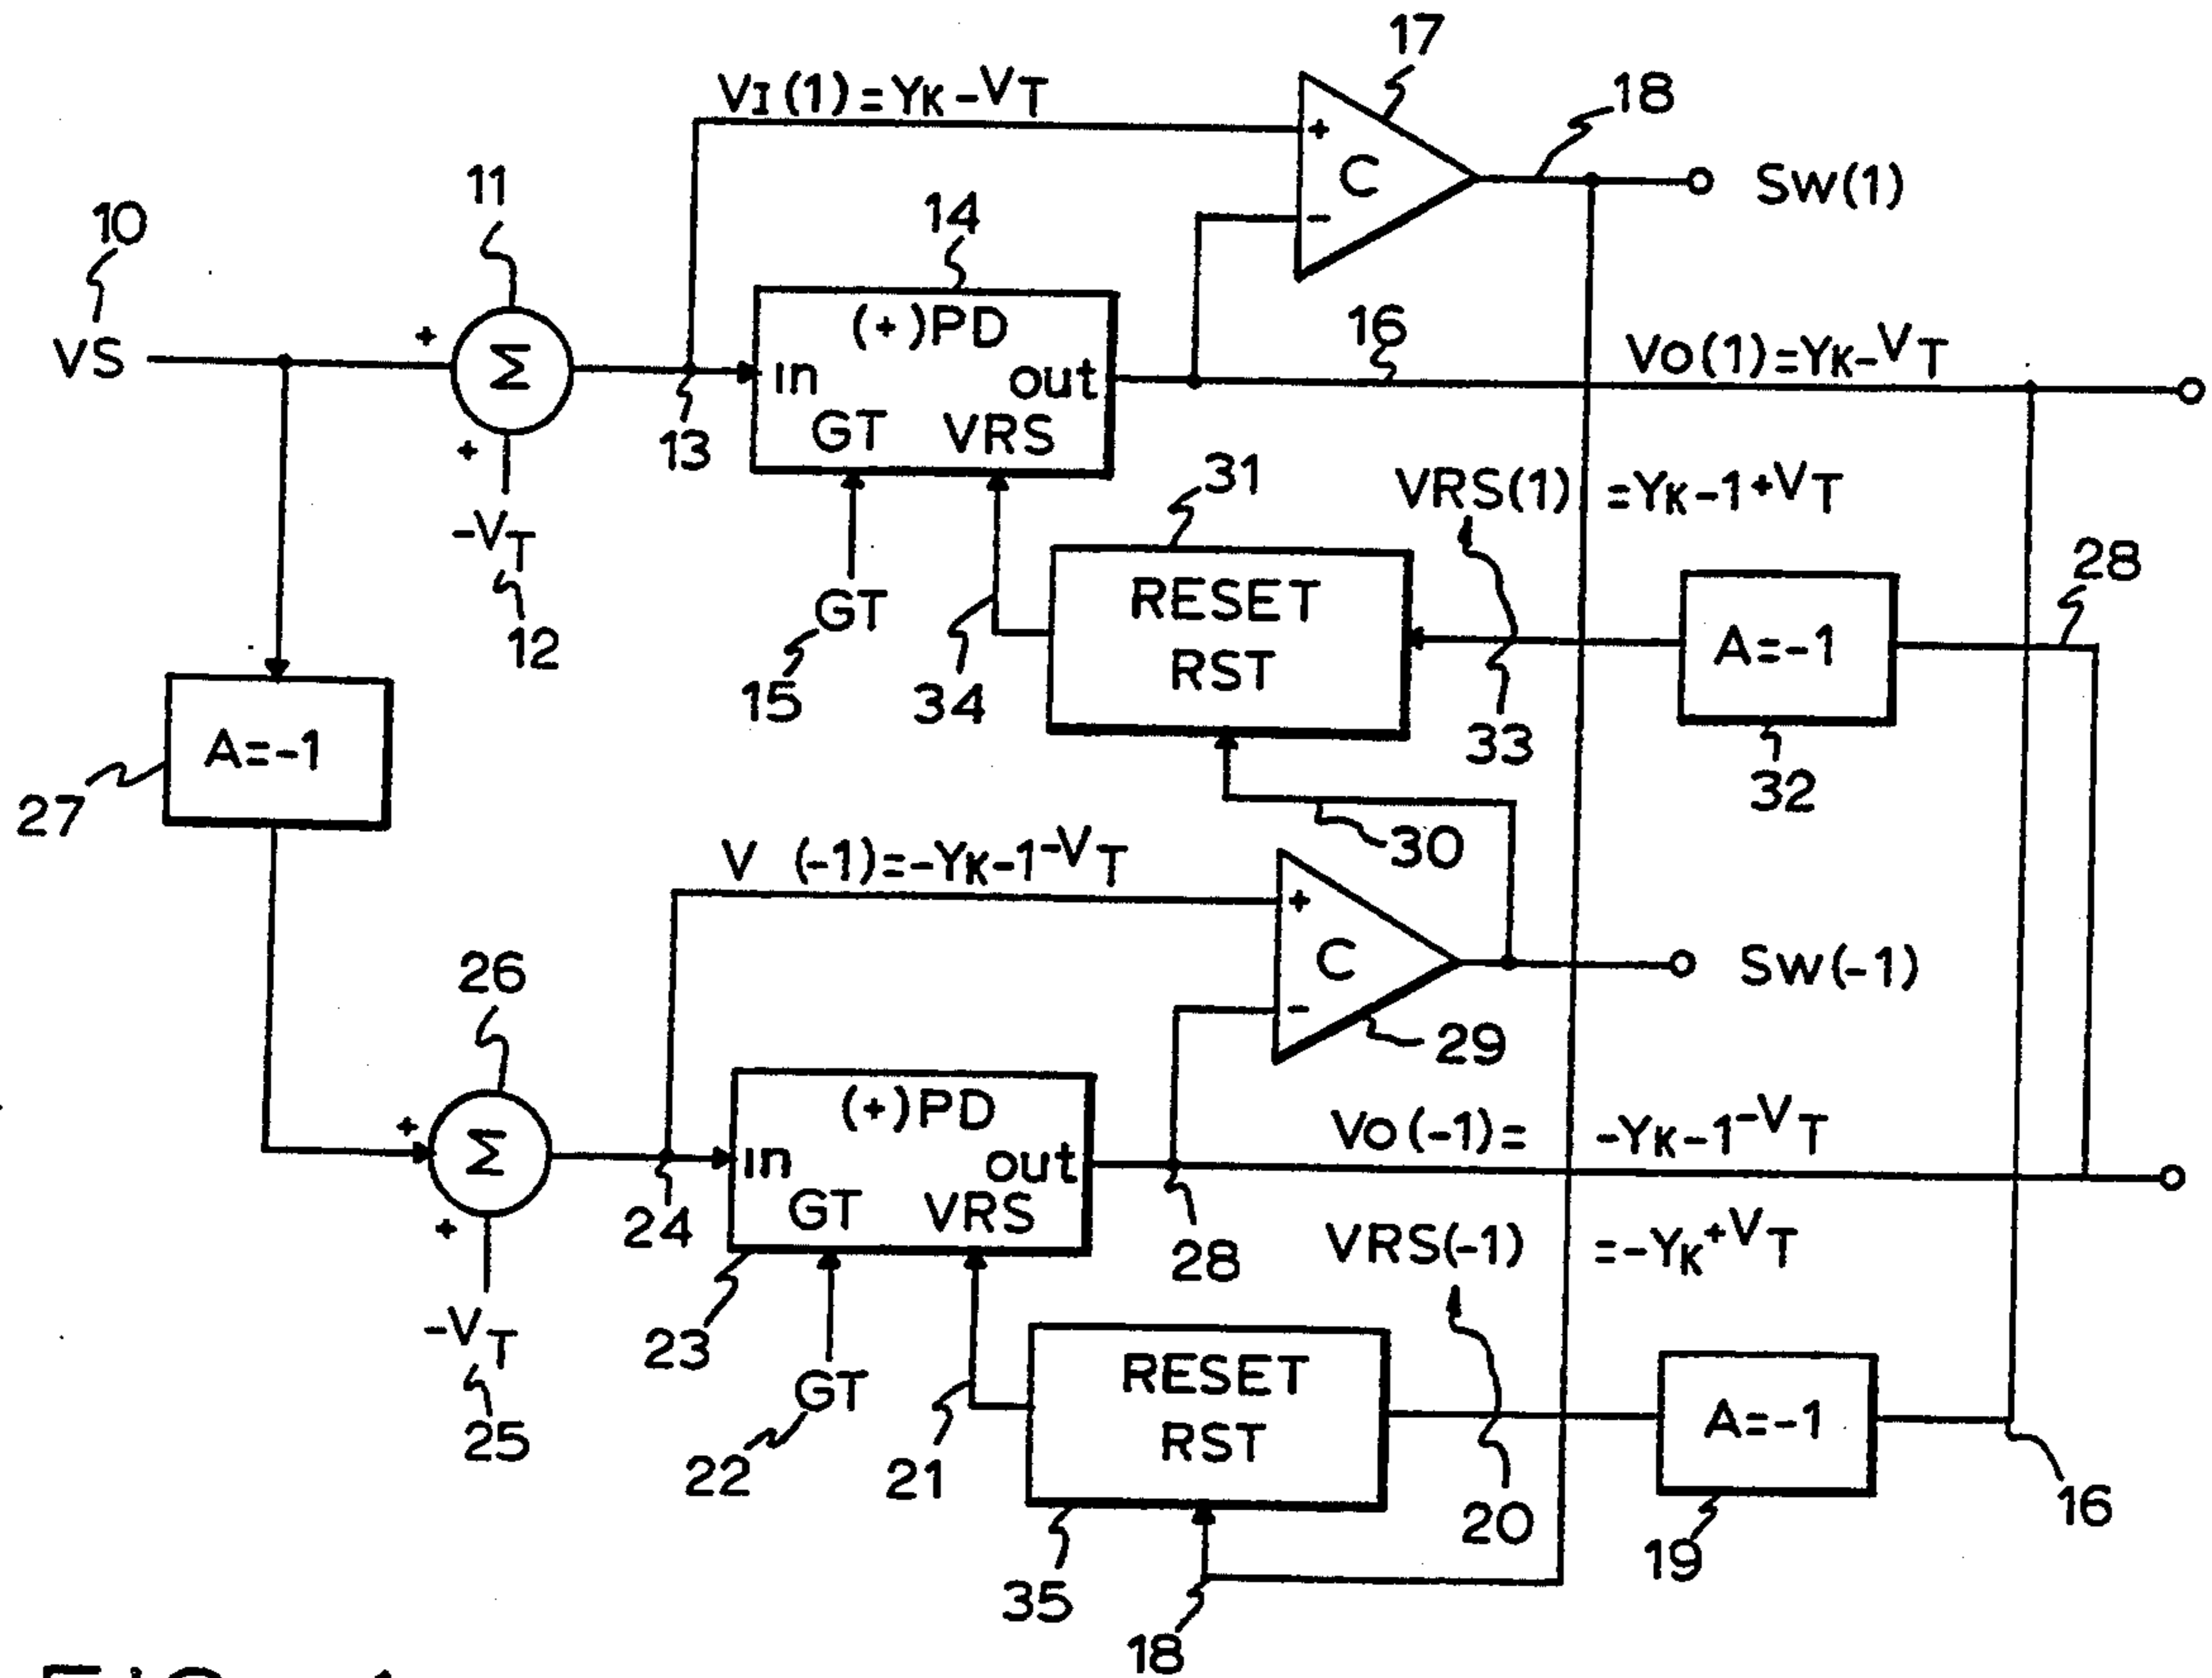 17
VI(1)=YK-VT
18
11
C
SW(1)
10
14
+
-
(+)PD
16
VS
+
Σ
in
out
VO(1)=YK-VT
+
GT
VRS
13
31
VRS(1) =YK-1+VT
-VT
28
12
GT
RESET
RST
A=-1
15
34
33
32
A=-1
27
30
V (-1)=-YK-1-VT
+
26
C
SW(-1)
-
29
(+)PD
+
Σ
in
out
VO(-1)= -YK-1-VT
+
GT
VRS
24
28
VRS(-1) =-YK+VT
-VT
23
RESET
RST
A=-1
GT
25
22
21
20
16
19
35
18